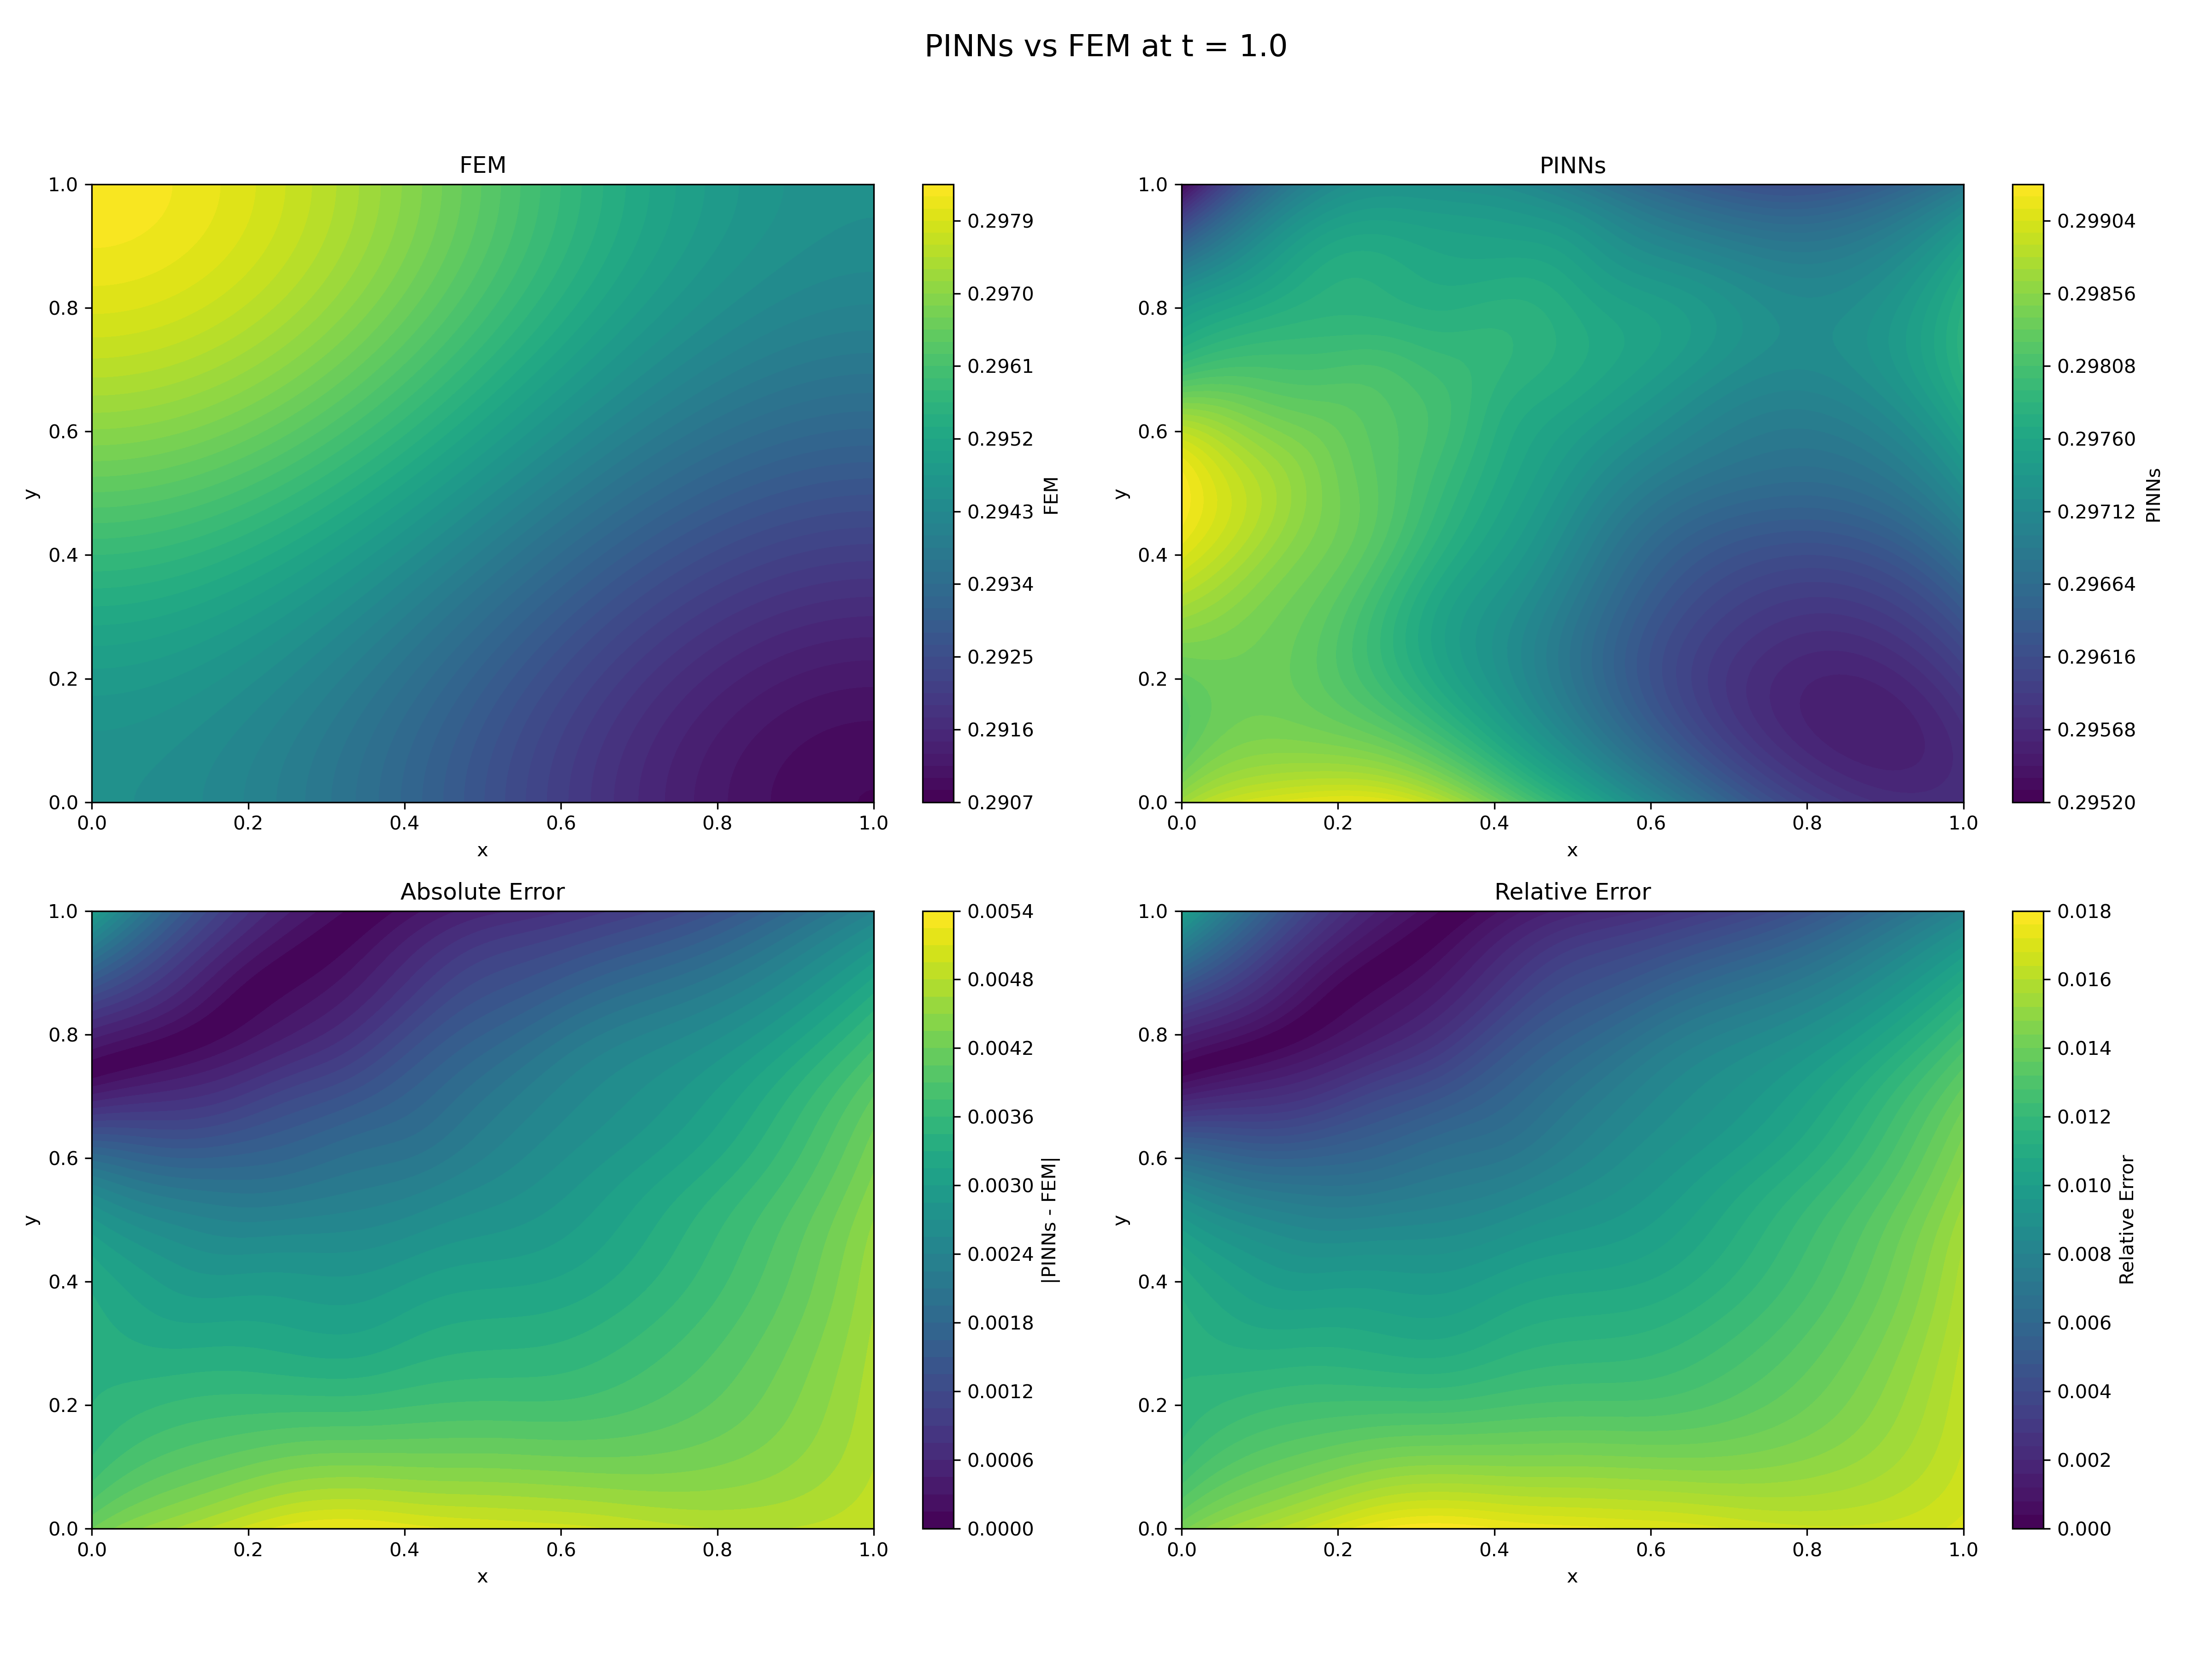 PINNs vs FEM at t = 1.0
FEM
1.0
0.8
0.6
0.4
0.2
0.0
y
0.0 0.2 0.4 0.6 0.8 1.0
x
0.2979
0.2970
0.2961
0.2952
0.2943
0.2934
0.2925
0.2916
0.2907
FEM
PINNs
1.0
0.8
0.6
0.4
0.2
0.0
y
0.0 0.2 0.4 0.6 0.8 1.0
x
0.29904
0.29856
0.29808
0.29760
0.29712
0.29664
0.29616
0.29568
0.29520
PINNs
Absolute Error
1.0
0.8
0.6
0.4
0.2
0.0
y
0.0 0.2 0.4 0.6 0.8 1.0
x
0.0054
0.0048
0.0042
0.0036
0.0030
0.0024
0.0018
0.0012
0.0006
0.0000
|PINNs - FEM|
Relative Error
1.0
0.8
0.6
0.4
0.2
0.0
y
0.0 0.2 0.4 0.6 0.8 1.0
x
0.018
0.016
0.014
0.012
0.010
0.008
0.006
0.004
0.002
0.000
Relative Error